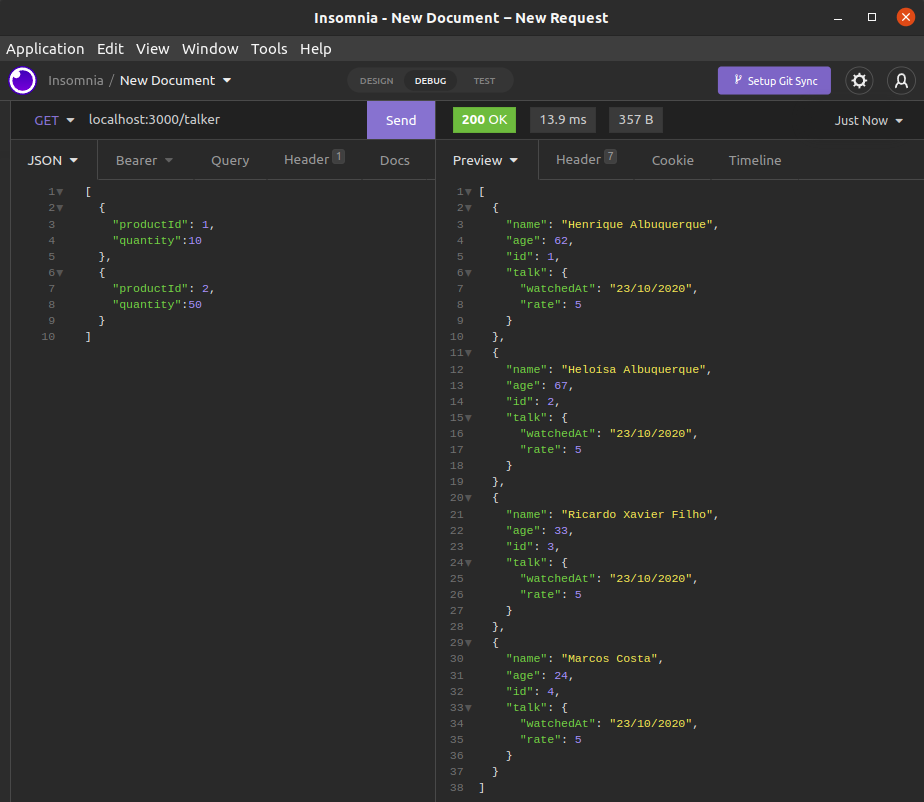 Insomnia - New Document – New Request
Application Edit View Window Tools Help
Insomnia / New Document
DESIGN DEBUG TEST
Setup Git Sync
GET localhost:3000/talker Send
200 OK 13.9 ms 357 B Just Now
JSON Bearer Query Header 1 Docs
Preview Header 7 Cookie Timeline
1 [
2 {
3 "productId": 1,
4 "quantity":10
5 },
6 {
7 "productId": 2,
8 "quantity":50
9 }
10 ]
1 [
2 {
3 "name": "Henrique Albuquerque",
4 "age": 62,
5 "id": 1,
6 "talk": {
7 "watchedAt": "23/10/2020",
8 "rate": 5
9 }
10 },
11 {
12 "name": "Heloísa Albuquerque",
13 "age": 67,
14 "id": 2,
15 "talk": {
16 "watchedAt": "23/10/2020",
17 "rate": 5
18 }
19 },
20 {
21 "name": "Ricardo Xavier Filho",
22 "age": 33,
23 "id": 3,
24 "talk": {
25 "watchedAt": "23/10/2020",
26 "rate": 5
27 }
28 },
29 {
30 "name": "Marcos Costa",
31 "age": 24,
32 "id": 4,
33 "talk": {
34 "watchedAt": "23/10/2020",
35 "rate": 5
36 }
37 }
38 ]